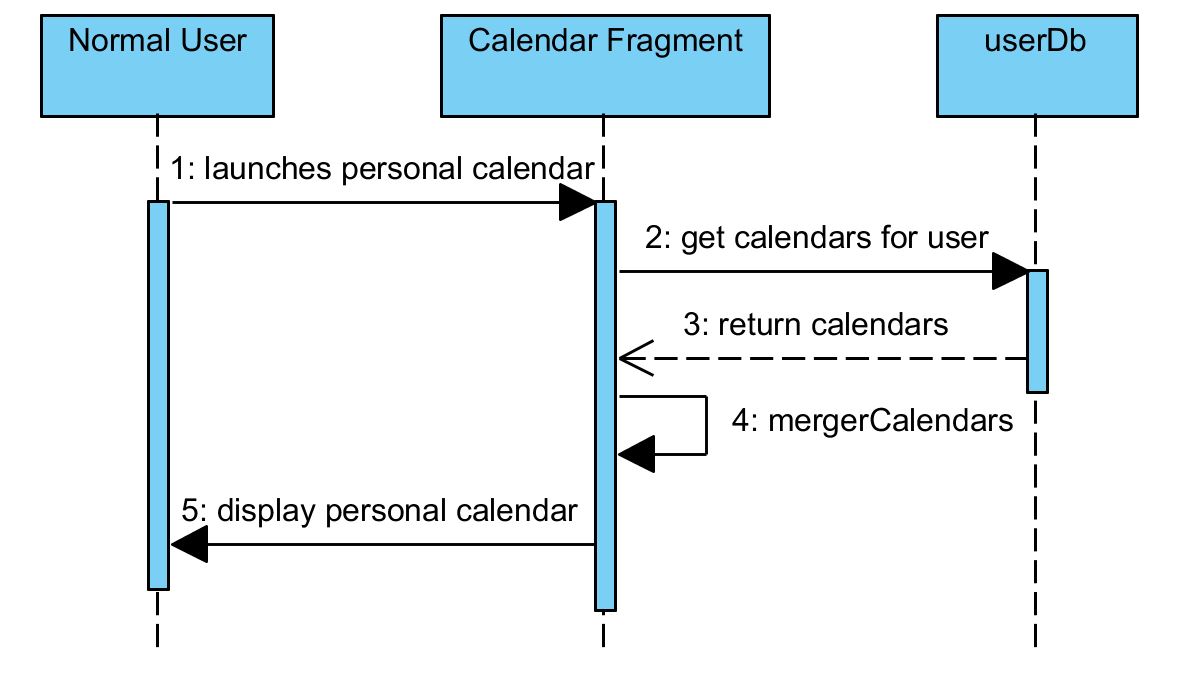 Normal User
Calendar Fragment
userDb
1: launches personal calendar
2: get calendars for user
3: return calendars
4: mergerCalendars
5: display personal calendar